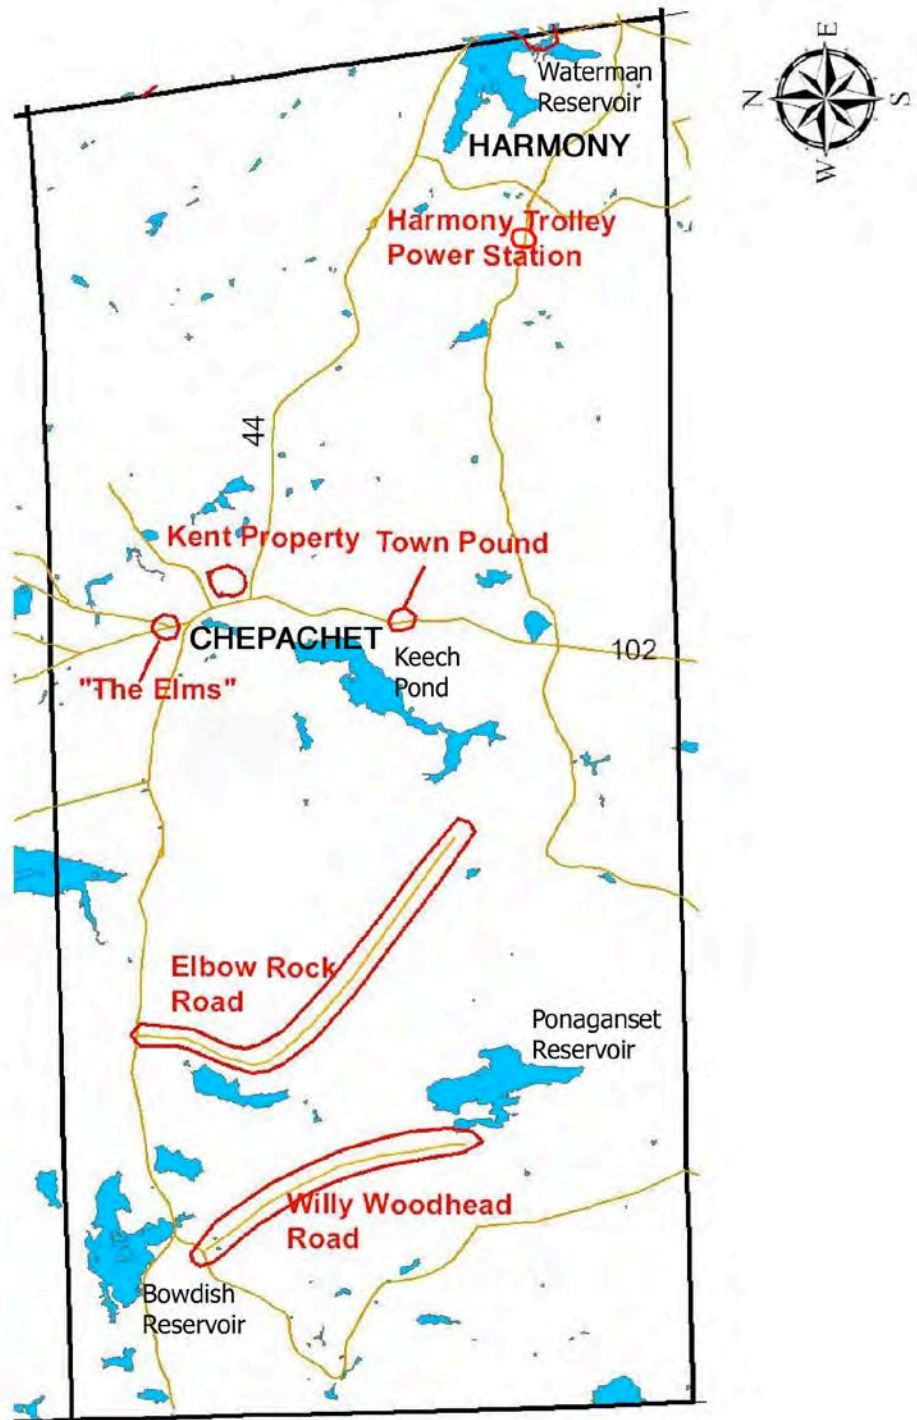 E
N
S
W
Waterman
Reservoir
HARMONY
Harmony Trolley
Power Station
44
Kent Property
Town Pound
CHEPACHET
Keech
Pond
102
"The Elms"
Elbow Rock
Road
Ponaganset
Reservoir
Willy Woodhead
Road
Bowdish
Reservoir